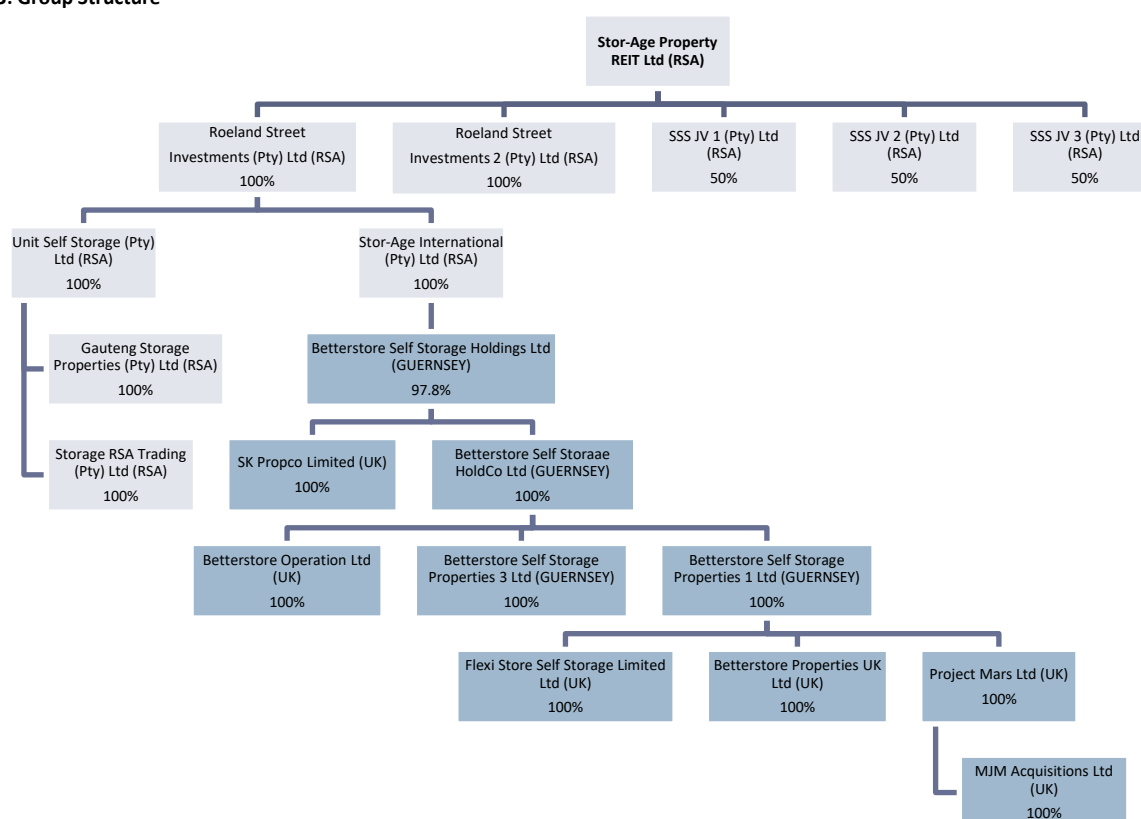 Group Structure
Stor-Age Property
REIT Ltd (RSA)
Roeland Street
Investments (Pty) Ltd (RSA)
100%
Roeland Street
Investments 2 (Pty) Ltd (RSA)
100%
SSS JV 1 (Pty) Ltd
(RSA)
50%
SSS JV 2 (Pty) Ltd
(RSA)
50%
SSS JV 3 (Pty) Ltd
(RSA)
50%
Unit Self Storage (Pty)
Ltd (RSA)
100%
Stor-Age International
(Pty) Ltd (RSA)
100%
Gauteng Storage
Properties (Pty) Ltd (RSA)
100%
Betterstore Self Storage Holdings Ltd
(GUERNSEY)
97.8%
Storage RSA Trading
(Pty) Ltd (RSA)
100%
SK Propco Limited (UK)
100%
Betterstore Self Storaae
HoldCo Ltd (GUERNSEY)
100%
Betterstore Operation Ltd
(UK)
100%
Betterstore Self Storage
Properties 3 Ltd (GUERNSEY)
100%
Betterstore Self Storage
Properties 1 Ltd (GUERNSEY)
100%
Flexi Store Self Storage Limited
Ltd (UK)
100%
Betterstore Properties UK
Ltd (UK)
100%
Project Mars Ltd (UK)
100%
MJM Acquisitions Ltd
(UK)
100%